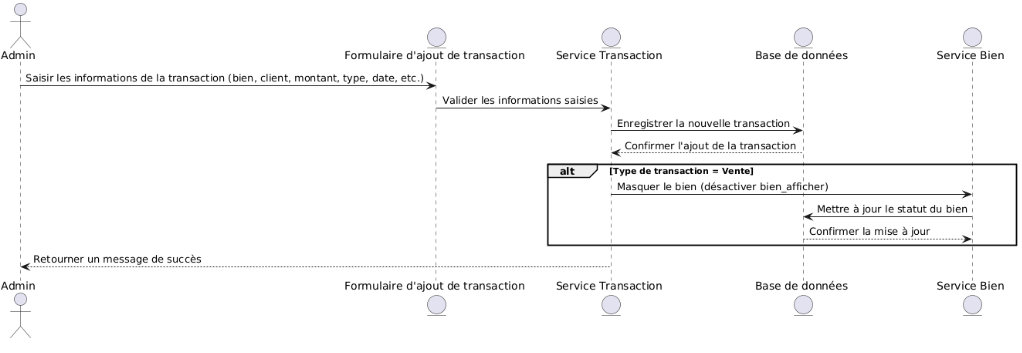 Admin
Formulaire d'ajout de transaction
Service Transaction
Base de données
Service Bien
Saisir les informations de la transaction (bien, client, montant, type, date, etc.)
Valider les informations saisies
Enregistrer la nouvelle transaction
Confirmer l'ajout de la transaction
alt
[Type de transaction = Vente]
Masquer le bien (désactiver bien_afficher)
Mettre à jour le statut du bien
Confirmer la mise à jour
Retourner un message de succès
Admin
Formulaire d'ajout de transaction
Service Transaction
Base de données
Service Bien